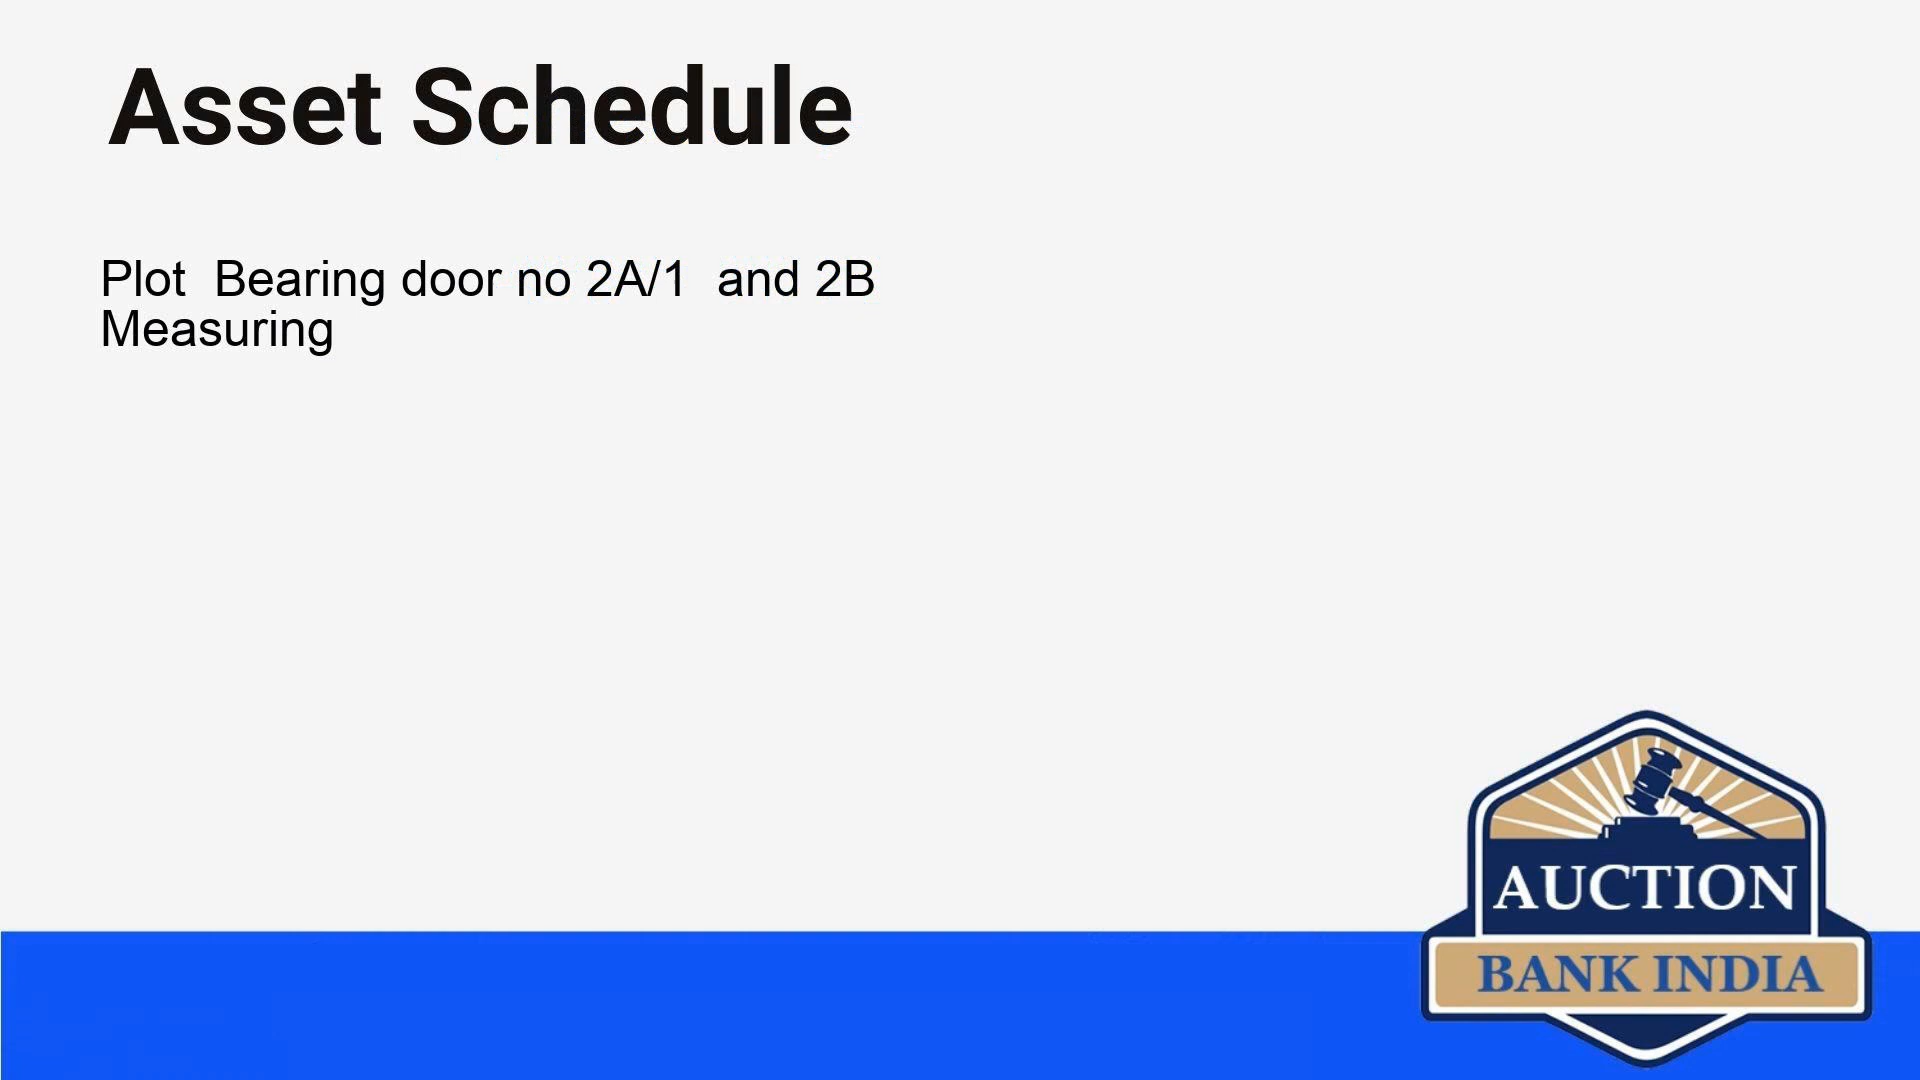 Asset Schedule
Plot  Bearing door no 2A/1  and 2B
Measuring
AUCTION
BANK INDIA